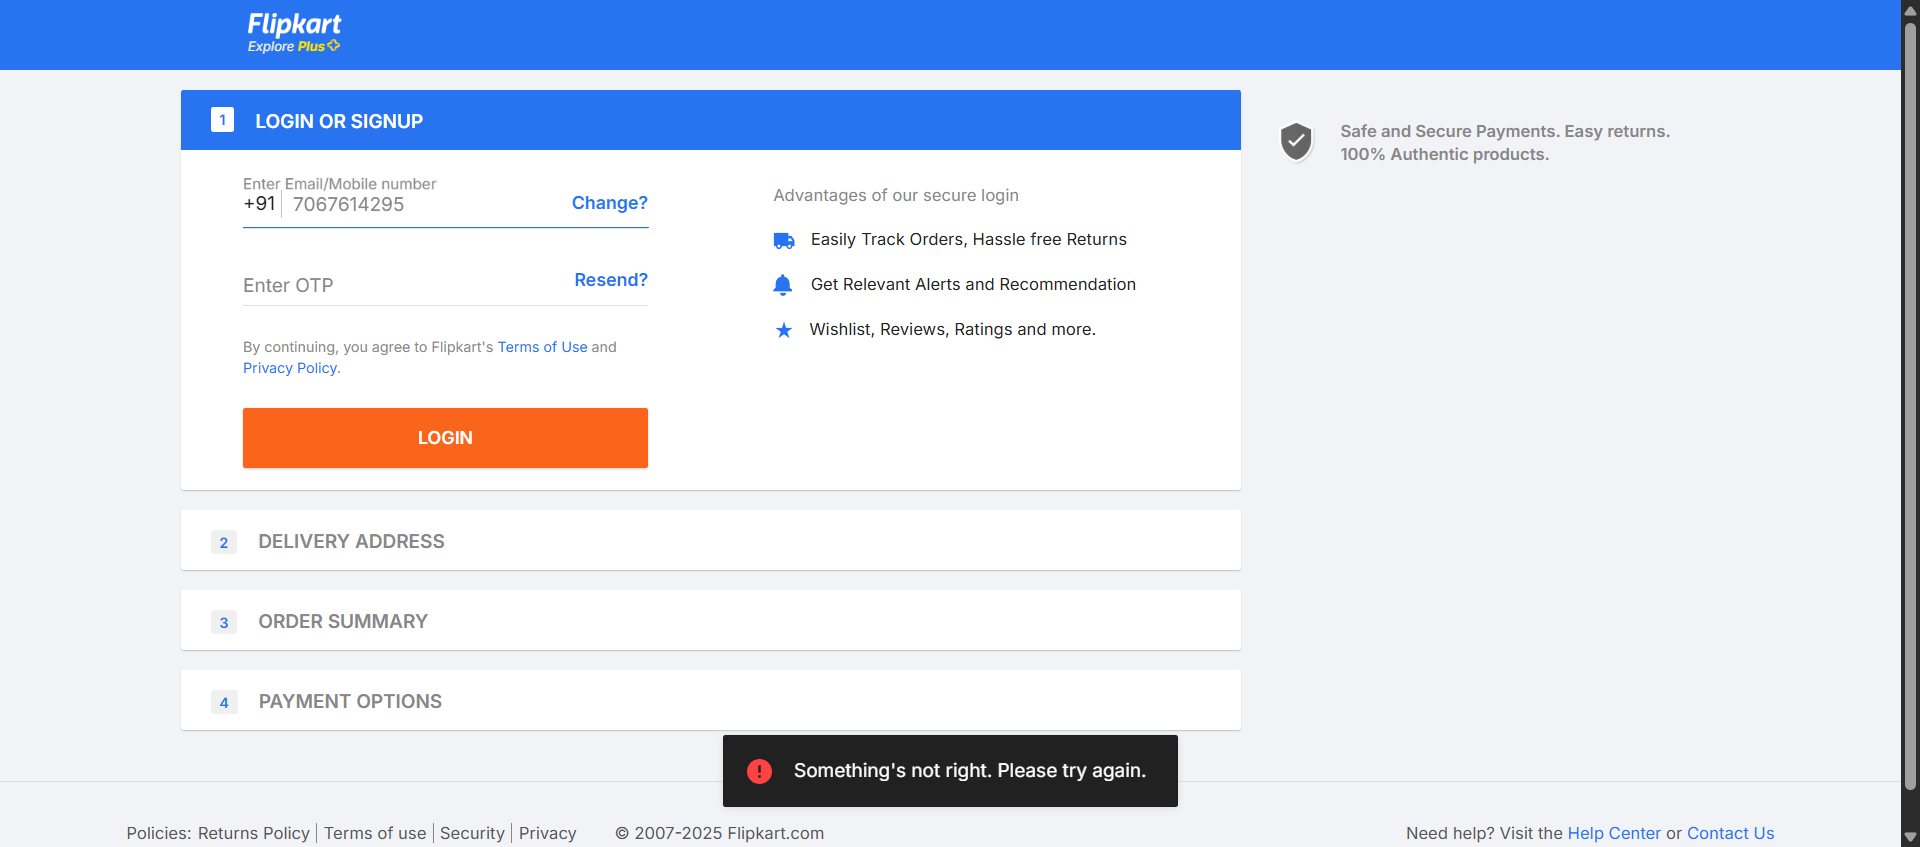 Flipkart
Explore Plus
1 LOGIN OR SIGNUP
Enter Email/Mobile number
+91 7067614295 Change?
Enter OTP Resend?
By continuing, you agree to Flipkart's Terms of Use and
Privacy Policy.
LOGIN
Advantages of our secure login
Easily Track Orders, Hassle free Returns
Get Relevant Alerts and Recommendation
Wishlist, Reviews, Ratings and more.
Safe and Secure Payments. Easy returns.
100% Authentic products.
2 DELIVERY ADDRESS
3 ORDER SUMMARY
4 PAYMENT OPTIONS
Something's not right. Please try again.
Policies: Returns Policy Terms of use Security Privacy © 2007-2025 Flipkart.com Need help? Visit the Help Center or Contact Us